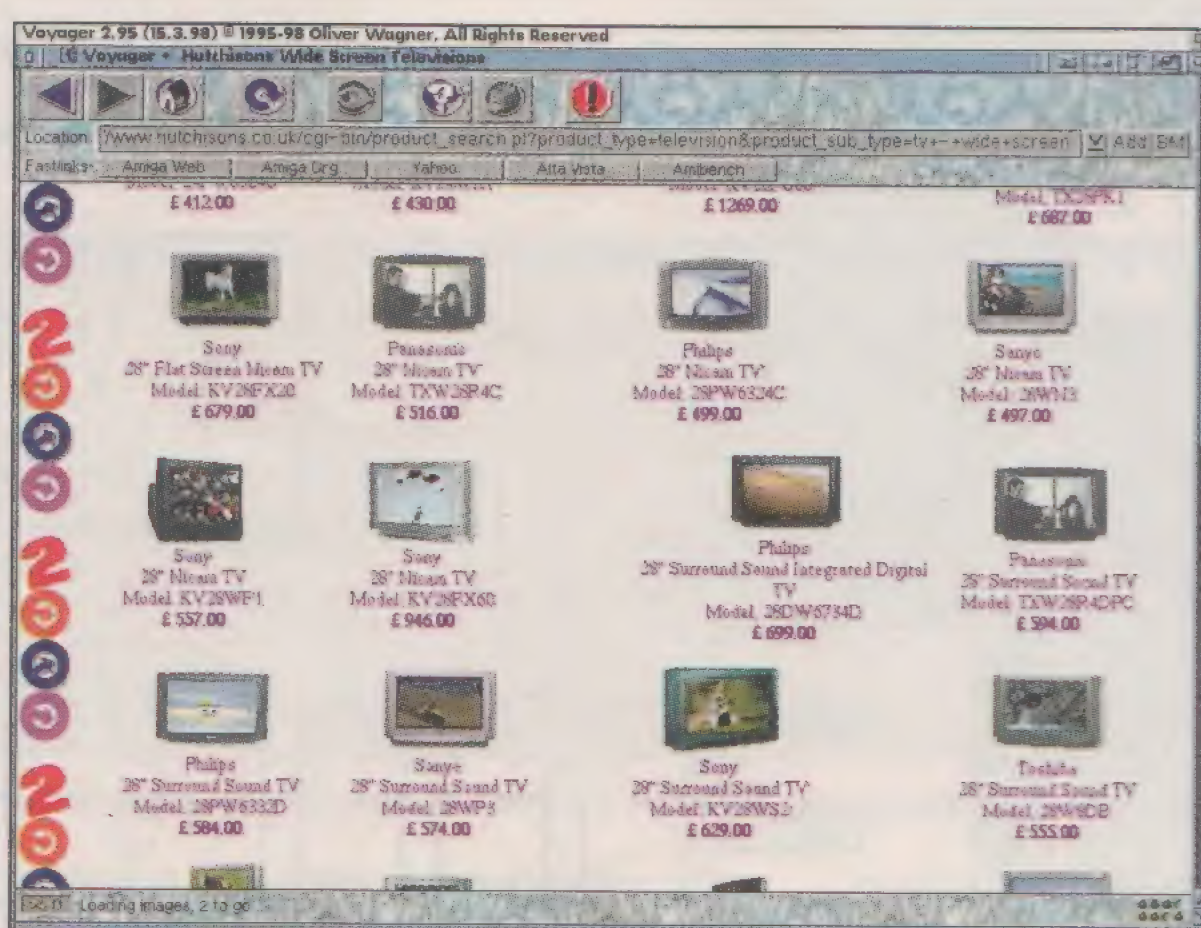 Voyager 2.95 (15.3.98) © 1995-98 Oliver Wagner, All Rights Reserved
Voyager • Hutchisons Wide Screen Televisions
Location: /www.hutchisons.co.uk/cgi-bin/product_search.pl?product_type=television&product_sub_type=tv+-+wide+screen Add BM
Fastlinks: Amiga Web Amiga Org Yahoo Alta Vista Amibench
£ 412.00 £ 430.00 £ 1269.00 £ 687.00
Sony
28" Flat Screen Nicam TV
Model: KV28FX20
£ 679.00
Panasonic
28" Nicam TV
Model: TXW28R4C
£ 516.00
Philips
28" Nicam TV
Model: 28PW6324C
£ 499.00
Sanyo
28" Nicam TV
Model: 28WN3
£ 497.00
Sony
28" Nicam TV
Model: KV28WF1
£ 557.00
Sony
28" Nicam TV
Model: KV28FX60
£ 946.00
Philips
28" Surround Sound Integrated Digital
TV
Model: 28DW6734D
£ 699.00
Panasonic
28" Surround Sound TV
Model: TXW28R4DPC
£ 594.00
Philips
28" Surround Sound TV
Model: 28PW6332D
£ 584.00
Sanyo
28" Surround Sound TV
Model: 28WP3
£ 574.00
Sony
28" Surround Sound TV
Model: KV28WS2
£ 629.00
Toshiba
28" Surround Sound TV
Model: 28W8DB
£ 555.00
Loading images, 2 to go